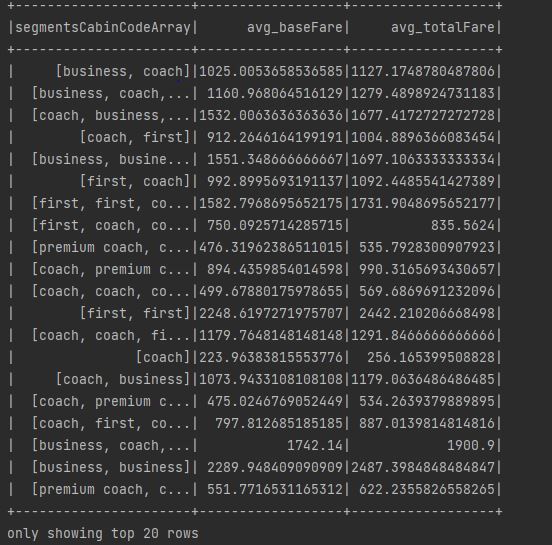 +--------------------+------------------+------------------+
|segmentsCabinCodeArray|      avg_baseFare|     avg_totalFare|
+--------------------+------------------+------------------+
|     [business, coach]|1025.0053658536585|1127.1748780487806|
|  [business, coach,...| 1160.968064516129|1279.4898924731183|
|  [coach, business,...|1532.0063636363636|1677.4172727272728|
|        [coach, first]| 912.2646164199191|1004.8896366083454|
|  [business, busine...| 1551.348666666667|1697.1063333333334|
|        [first, coach]| 992.8995693191137|1092.4485541427389|
|  [first, first, co...|1582.7968695652175|1731.9048695652177|
|  [first, coach, co...| 750.0925714285715|          835.5624|
|  [premium coach, c...|476.31962386511015| 535.7928300907923|
|  [coach, premium c...| 894.4359854014598| 990.3165693430657|
|  [coach, coach, co...|499.67880175978655| 569.6869691232096|
|        [first, first]|2248.6197271975707| 2442.210206668498|
|  [coach, coach, fi...|1179.7648148148148|1291.8466666666666|
|               [coach]|223.96383815553776|  256.165399508828|
|     [coach, business]|1073.9433108108108|1179.0636486486485|
|  [coach, premium c...| 475.0246769052449| 534.2639379889895|
|  [coach, first, co...|  797.812685185185| 887.0139814814816|
|  [business, coach,...|           1742.14|            1900.9|
|  [business, business]| 2289.948409090909|2487.3984848484847|
|  [premium coach, c...| 551.7716531165312| 622.2355826558265|
+--------------------+------------------+------------------+
only showing top 20 rows